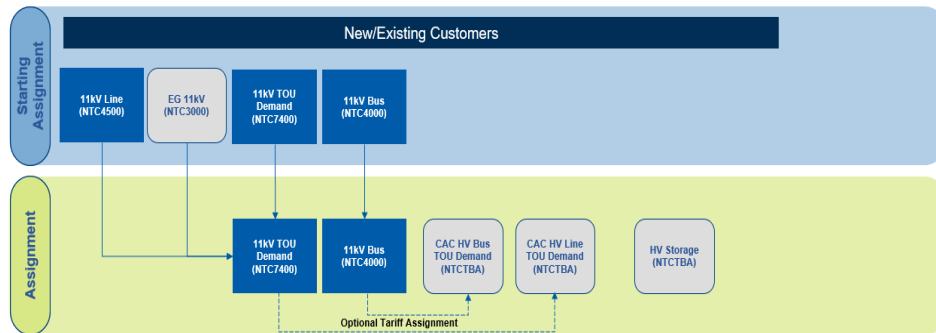 New/Existing Customers
Starting
Assignment
11kV Line
(NTC4500)
EG 11kV
(NTC3000)
11kV TOU
Demand
(NTC7400)
11kV Bus
(NTC4000)
Assignment
11kV TOU
Demand
(NTC7400)
11kV Bus
(NTC4000)
CAC HV Bus
TOU Demand
(NTCTBA)
CAC HV Line
TOU Demand
(NTCTBA)
HV Storage
(NTCTBA)
Optional Tariff Assignment